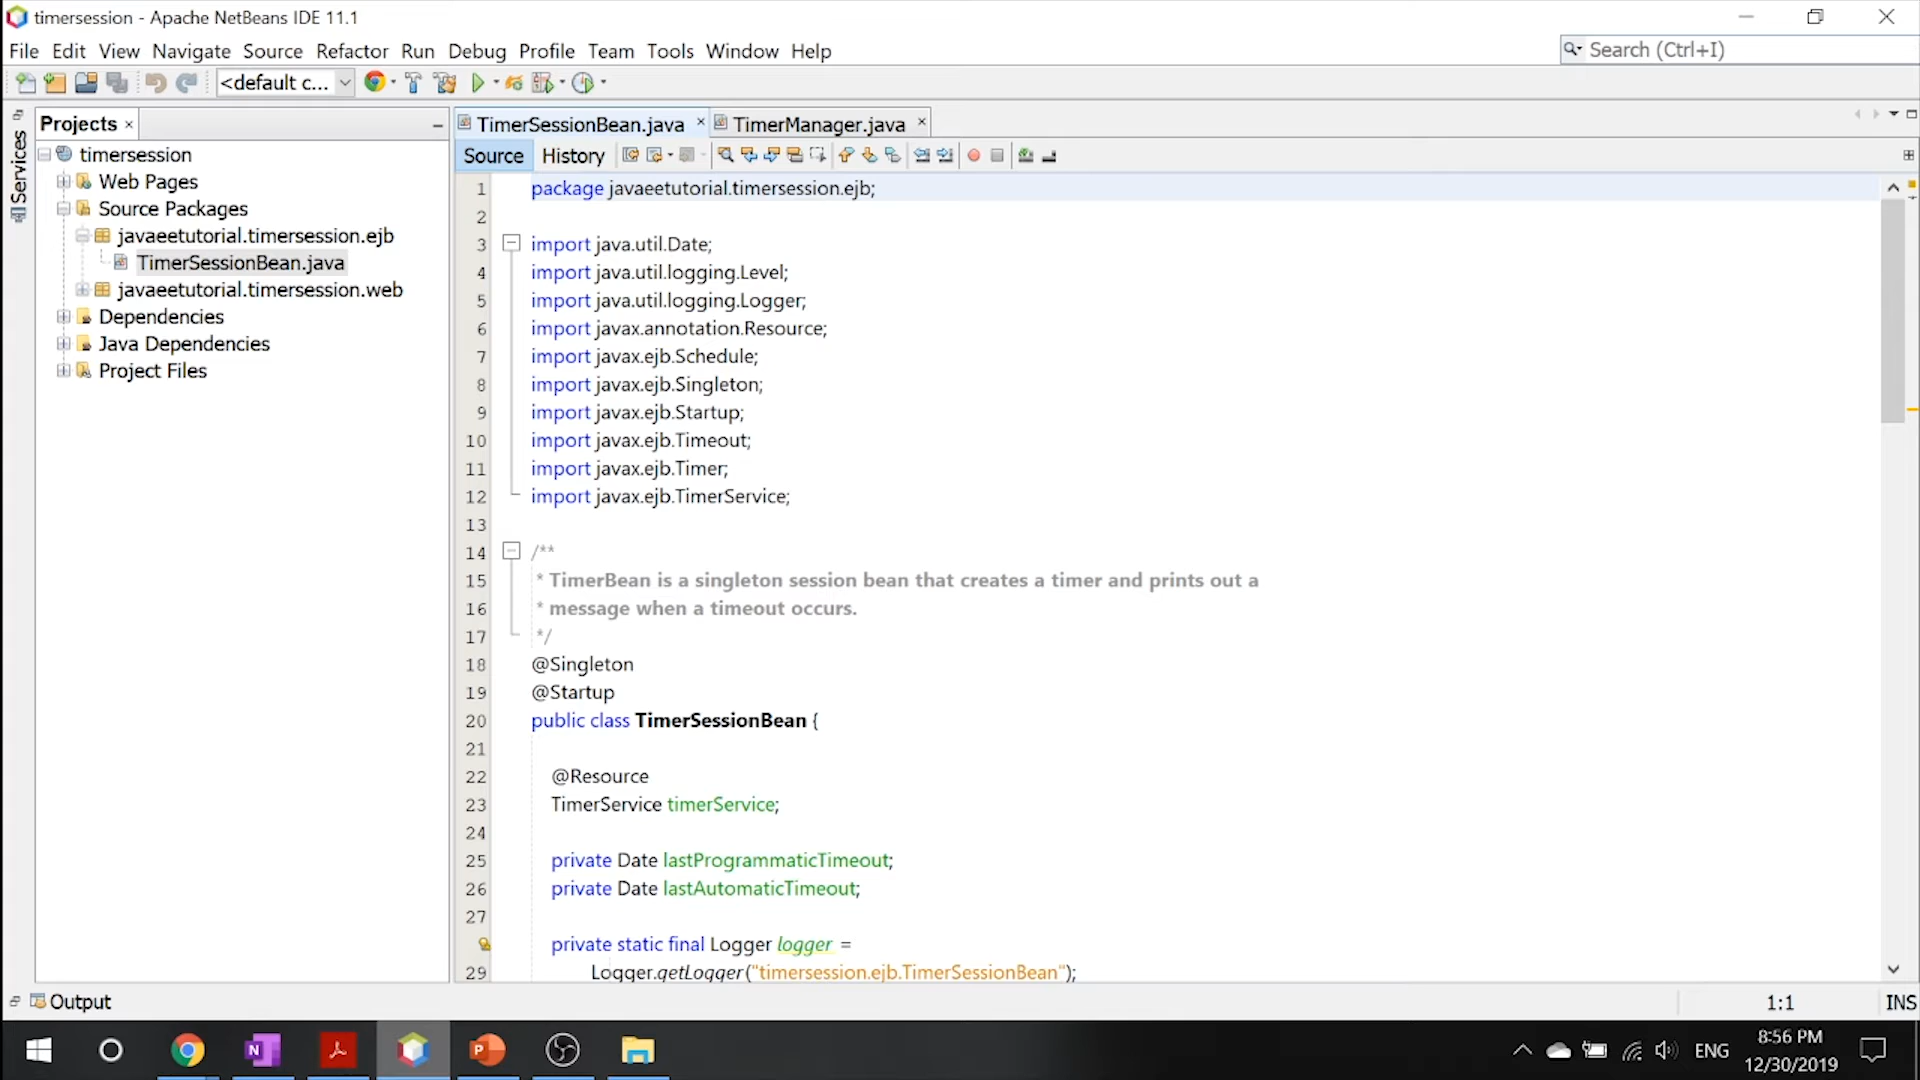 timersession - Apache NetBeans IDE 11.1
File Edit View Navigate Source Refactor Run Debug Profile Team Tools Window Help
Search (Ctrl+I)
<default c...
Services
Projects
timersession
Web Pages
Source Packages
javaeetutorial.timersession.ejb
TimerSessionBean.java
javaeetutorial.timersession.web
Dependencies
Java Dependencies
Project Files
TimerSessionBean.java TimerManager.java
Source History
1 package javaeetutorial.timersession.ejb;
2
3 import java.util.Date;
4 import java.util.logging.Level;
5 import java.util.logging.Logger;
6 import javax.annotation.Resource;
7 import javax.ejb.Schedule;
8 import javax.ejb.Singleton;
9 import javax.ejb.Startup;
10 import javax.ejb.Timeout;
11 import javax.ejb.Timer;
12 import javax.ejb.TimerService;
13
14 /**
15 * TimerBean is a singleton session bean that creates a timer and prints out a
16 * message when a timeout occurs.
17 */
18 @Singleton
19 @Startup
20 public class TimerSessionBean {
21
22 @Resource
23 TimerService timerService;
24
25 private Date lastProgrammaticTimeout;
26 private Date lastAutomaticTimeout;
27
private static final Logger logger =
29 Logger.getLogger("timersession.ejb.TimerSessionBean");
Output
1:1 INS
ENG
8:56 PM
12/30/2019